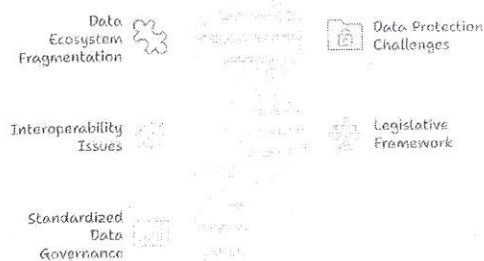 Data
Ecosystem
Fragmentation
Data Protection
Challenges
Interoperability
Issues
Legislative
Framework
Standardized
Data
Governance